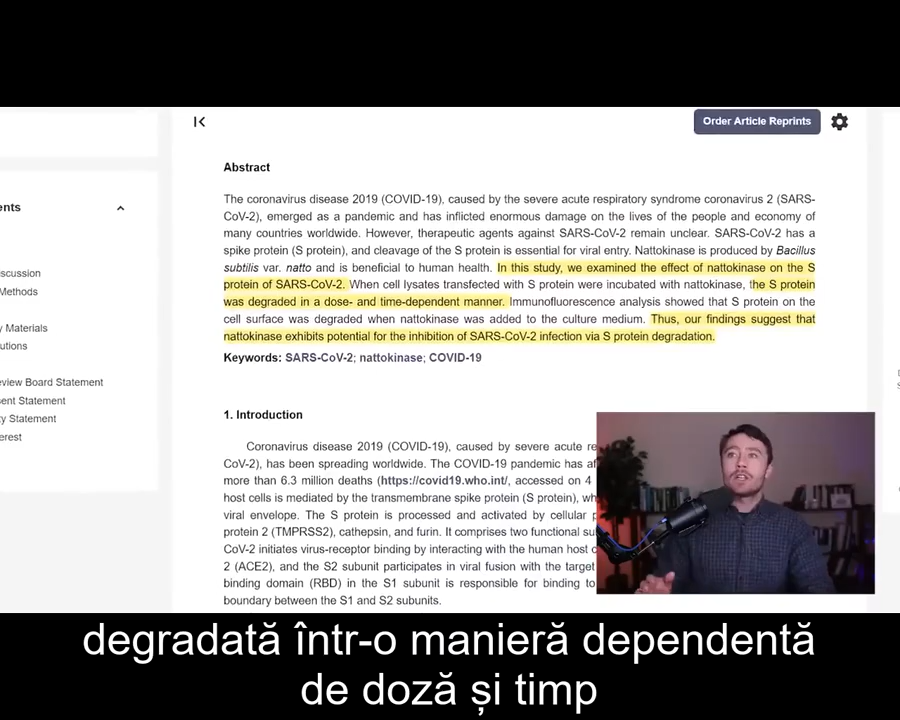 Order Article Reprints
Abstract
The coronavirus disease 2019 (COVID-19), caused by the severe acute respiratory syndrome coronavirus 2 (SARS-
CoV-2), emerged as a pandemic and has inflicted enormous damage on the lives of the people and economy of
many countries worldwide. However, therapeutic agents against SARS-CoV-2 remain unclear. SARS-CoV-2 has a
spike protein (S protein), and cleavage of the S protein is essential for viral entry. Nattokinase is produced by Bacillus
subtilis var. natto and is beneficial to human health. In this study, we examined the effect of nattokinase on the S
protein of SARS-CoV-2. When cell lysates transfected with S protein were incubated with nattokinase, the S protein
was degraded in a dose- and time-dependent manner. Immunofluorescence analysis showed that S protein on the
cell surface was degraded when nattokinase was added to the culture medium. Thus, our findings suggest that
nattokinase exhibits potential for the inhibition of SARS-CoV-2 infection via S protein degradation.
Keywords: SARS-CoV-2; nattokinase; COVID-19
1. Introduction
Coronavirus disease 2019 (COVID-19), caused by severe acute re
CoV-2), has been spreading worldwide. The COVID-19 pandemic has af
more than 6.3 million deaths (https://covid19.who.int/, accessed on 4
host cells is mediated by the transmembrane spike protein (S protein), wh
viral envelope. The S protein is processed and activated by cellular p
protein 2 (TMPRSS2), cathepsin, and furin. It comprises two functional su
CoV-2 initiates virus-receptor binding by interacting with the human host c
2 (ACE2), and the S2 subunit participates in viral fusion with the target
binding domain (RBD) in the S1 subunit is responsible for binding to
boundary between the S1 and S2 subunits.
ents
scussion
Methods
y Materials
utions
eview Board Statement
sent Statement
ty Statement
erest
degradată într-o manieră dependentă
de doză și timp